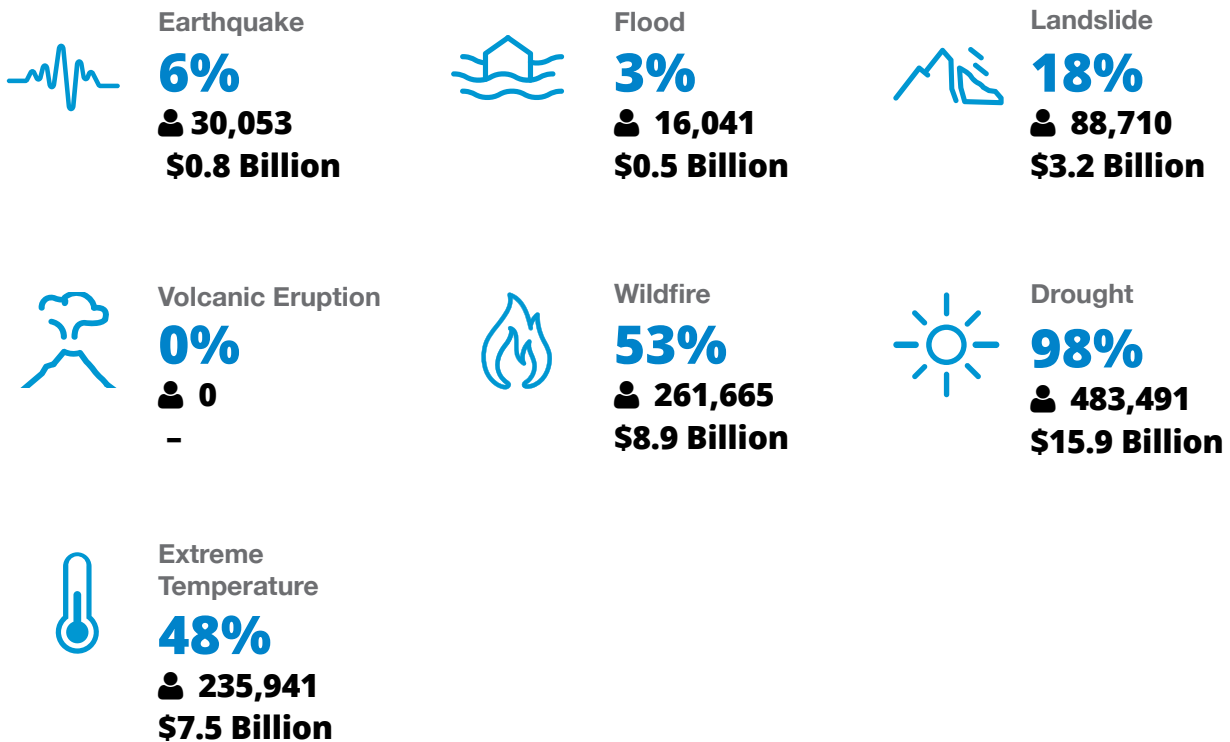 Earthquake
6%
30,053
$0.8 Billion
Flood
3%
16,041
$0.5 Billion
Landslide
18%
88,710
$3.2 Billion
Volcanic Eruption
0%
0
–
Wildfire
53%
261,665
$8.9 Billion
Drought
98%
483,491
$15.9 Billion
Extreme
Temperature
48%
235,941
$7.5 Billion